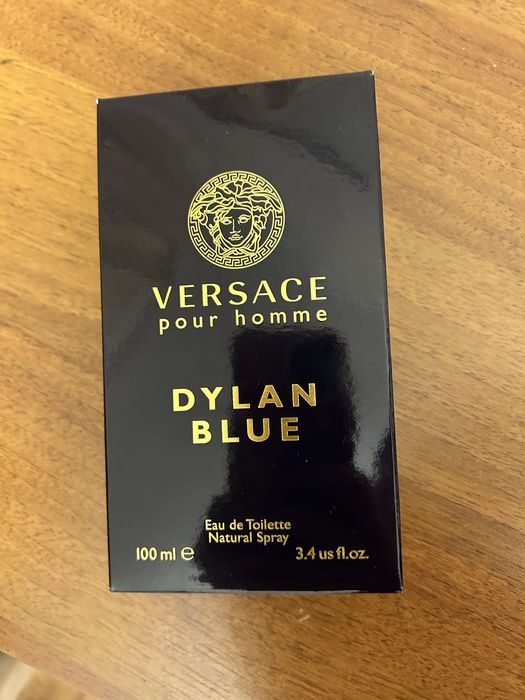 VERSACE
pour homme
DYLAN
BLUE
Eau de Toilette
Natural Spray
100 ml ℮
3.4 us fl.oz.